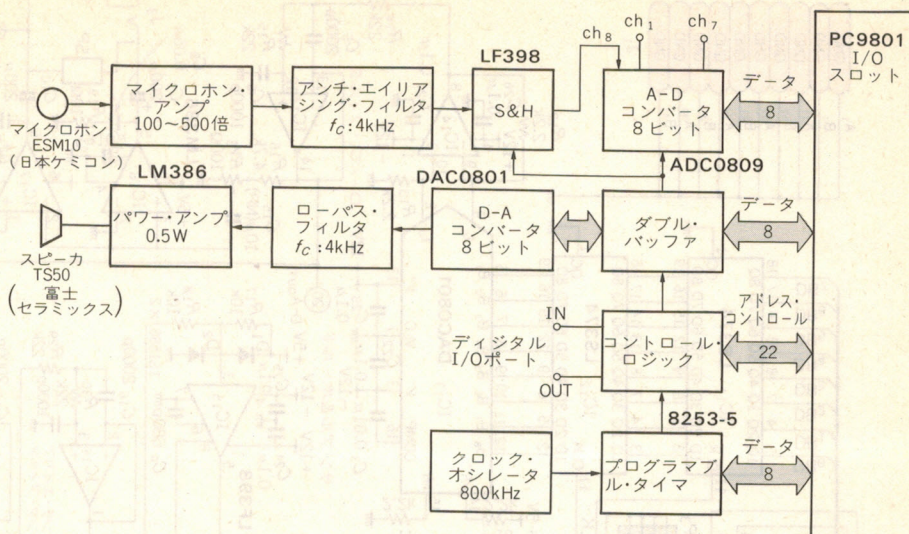 マイクロホン
ESM10
(日本ケミコン)
マイクロホン・
アンプ
100～500倍
アンチ・エイリア
シング・フィルタ
fc:4kHz
LF398
S&H
ch8
ch1
ch7
A-D
コンバータ
8ビット
ADC0809
データ
8
PC9801
I/O
スロット
スピーカ
TS50
(富士
セラミックス)
LM386
パワー・アンプ
0.5W
ローパス・
フィルタ
fc:4kHz
DAC0801
D-A
コンバータ
8ビット
ダブル・
バッファ
データ
8
IN
ディジタル
I/Oポート
OUT
コントロール・
ロジック
アドレス・
コントロール
22
クロック・
オシレータ
800kHz
8253-5
プログラマブ
ル・タイマ
データ
8